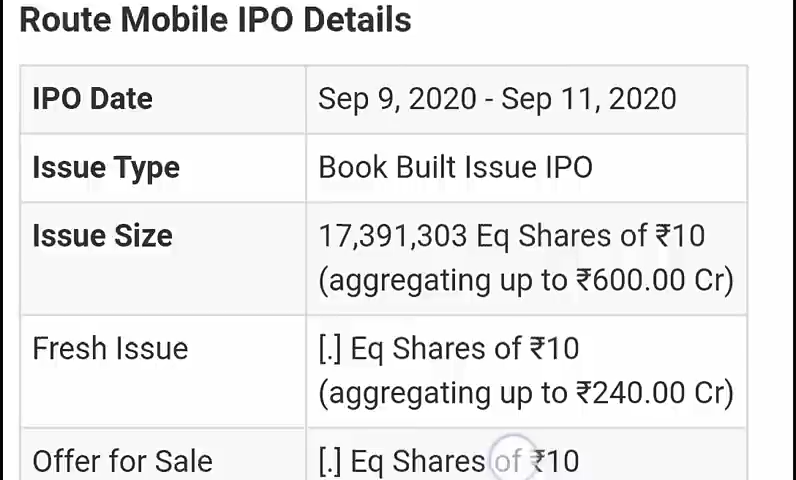 Route Mobile IPO Details
IPO Date Sep 9, 2020 - Sep 11, 2020
Issue Type Book Built Issue IPO
Issue Size 17,391,303 Eq Shares of ₹10
(aggregating up to ₹600.00 Cr)
Fresh Issue [.] Eq Shares of ₹10
(aggregating up to ₹240.00 Cr)
Offer for Sale [.] Eq Shares of ₹10